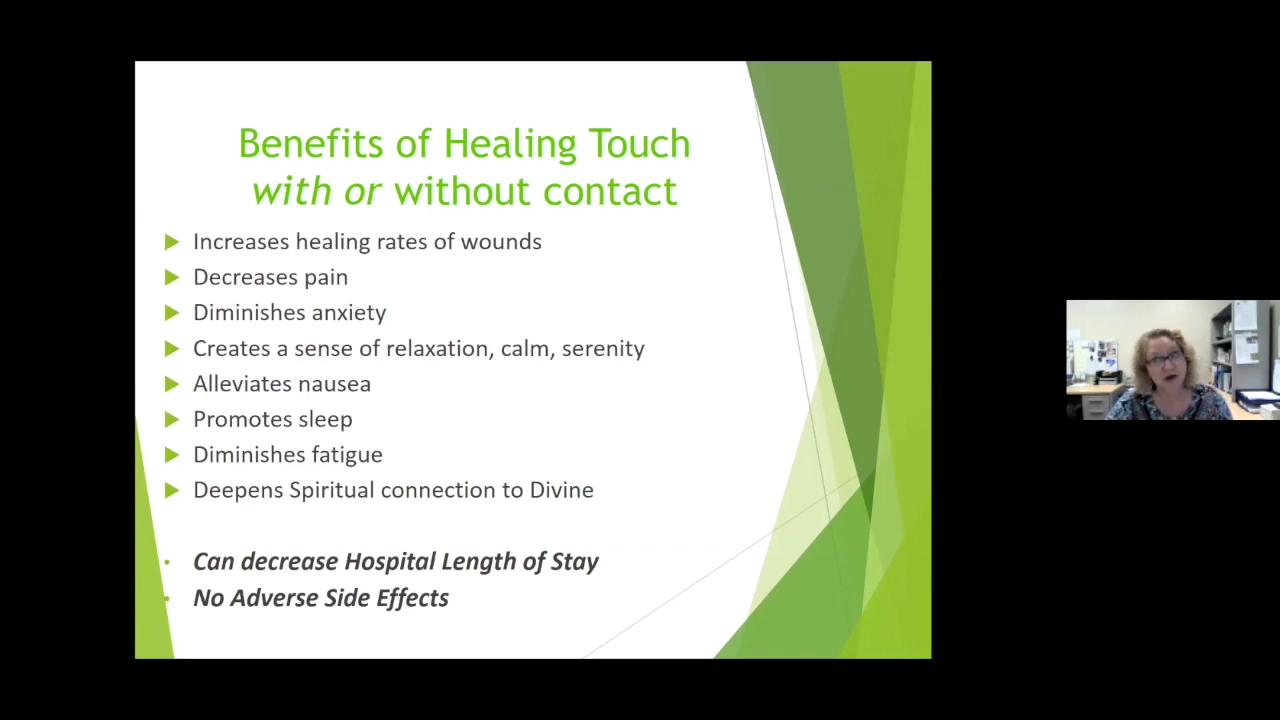 Benefits of Healing Touch
with or without contact
Increases healing rates of wounds
Decreases pain
Diminishes anxiety
Creates a sense of relaxation, calm, serenity
Alleviates nausea
Promotes sleep
Diminishes fatigue
Deepens Spiritual connection to Divine
Can decrease Hospital Length of Stay
No Adverse Side Effects